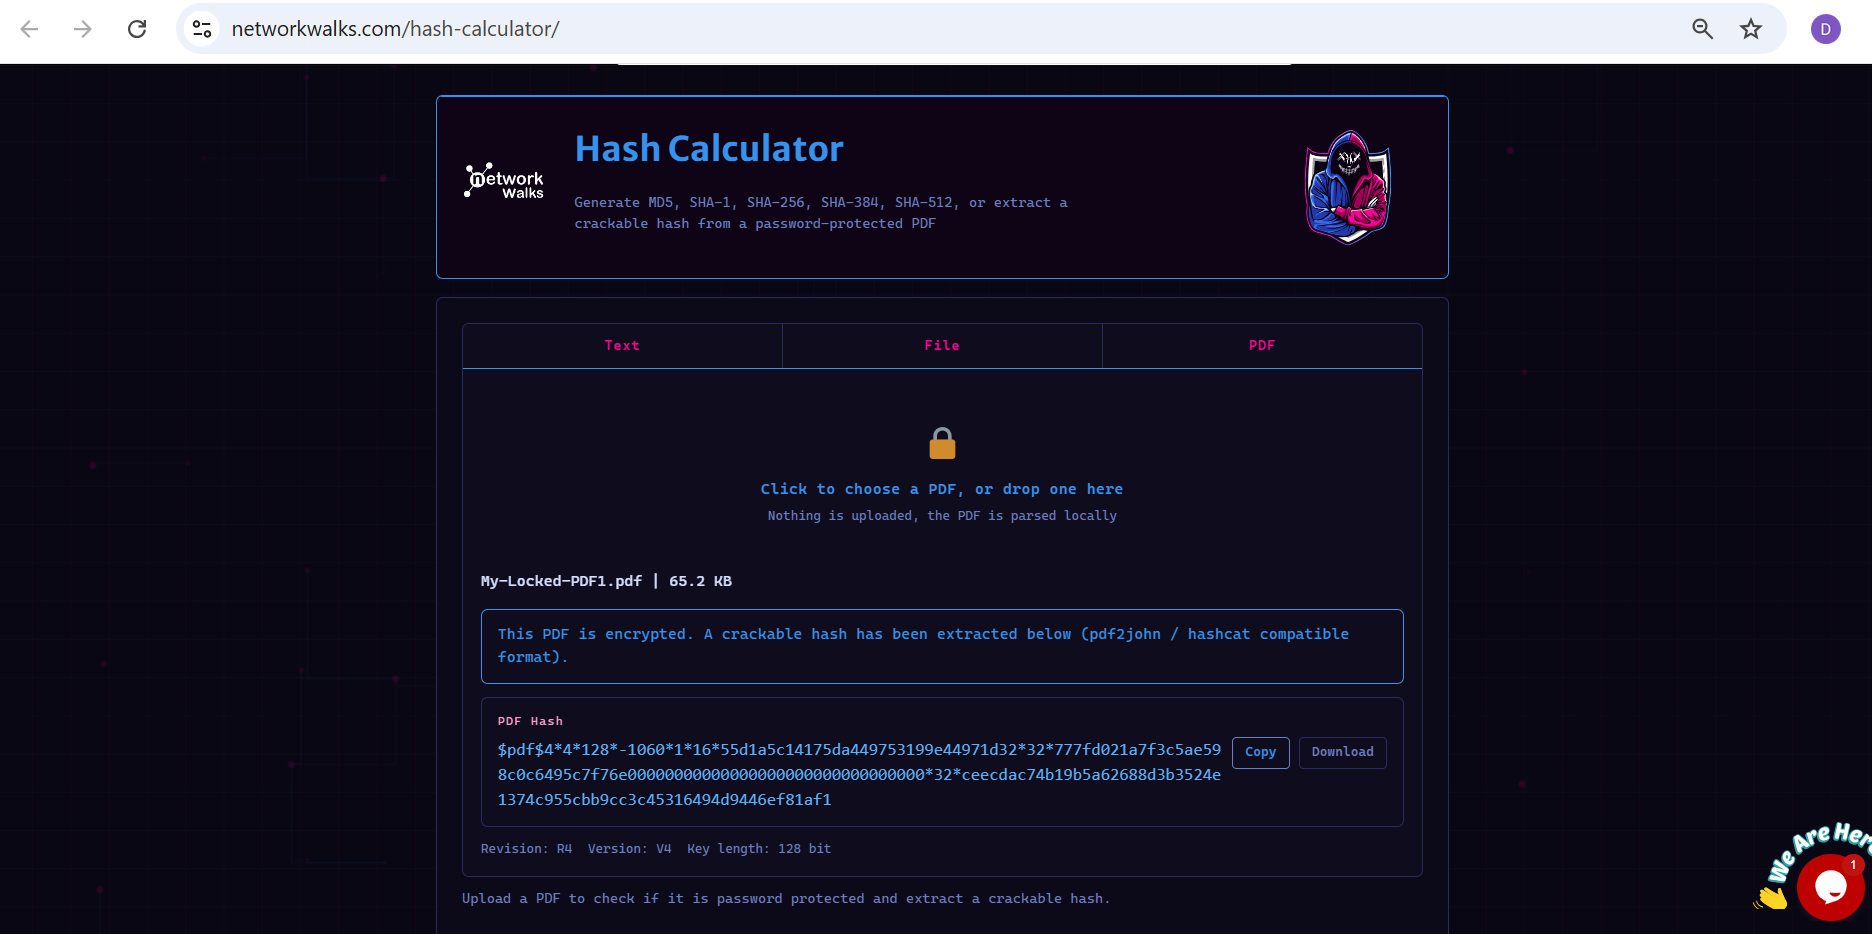 networkwalks.com/hash-calculator/
D
network
Walks
Hash Calculator
Generate MD5, SHA-1, SHA-256, SHA-384, SHA-512, or extract a
crackable hash from a password-protected PDF
Text
File
PDF
Click to choose a PDF, or drop one here
Nothing is uploaded, the PDF is parsed locally
My-Locked-PDF1.pdf | 65.2 KB
This PDF is encrypted. A crackable hash has been extracted below (pdf2john / hashcat compatible
format).
PDF Hash
$pdf$4*4*128*-1060*1*16*55d1a5c14175da449753199e44971d32*32*777fd021a7f3c5ae59
8c0c6495c7f76e00000000000000000000000000000000*32*ceecdac74b19b5a62688d3b3524e
1374c955cbb9cc3c45316494d9446ef81af1
Copy
Download
Revision: R4 Version: V4 Key length: 128 bit
Upload a PDF to check if it is password protected and extract a crackable hash.
We Are Here
1